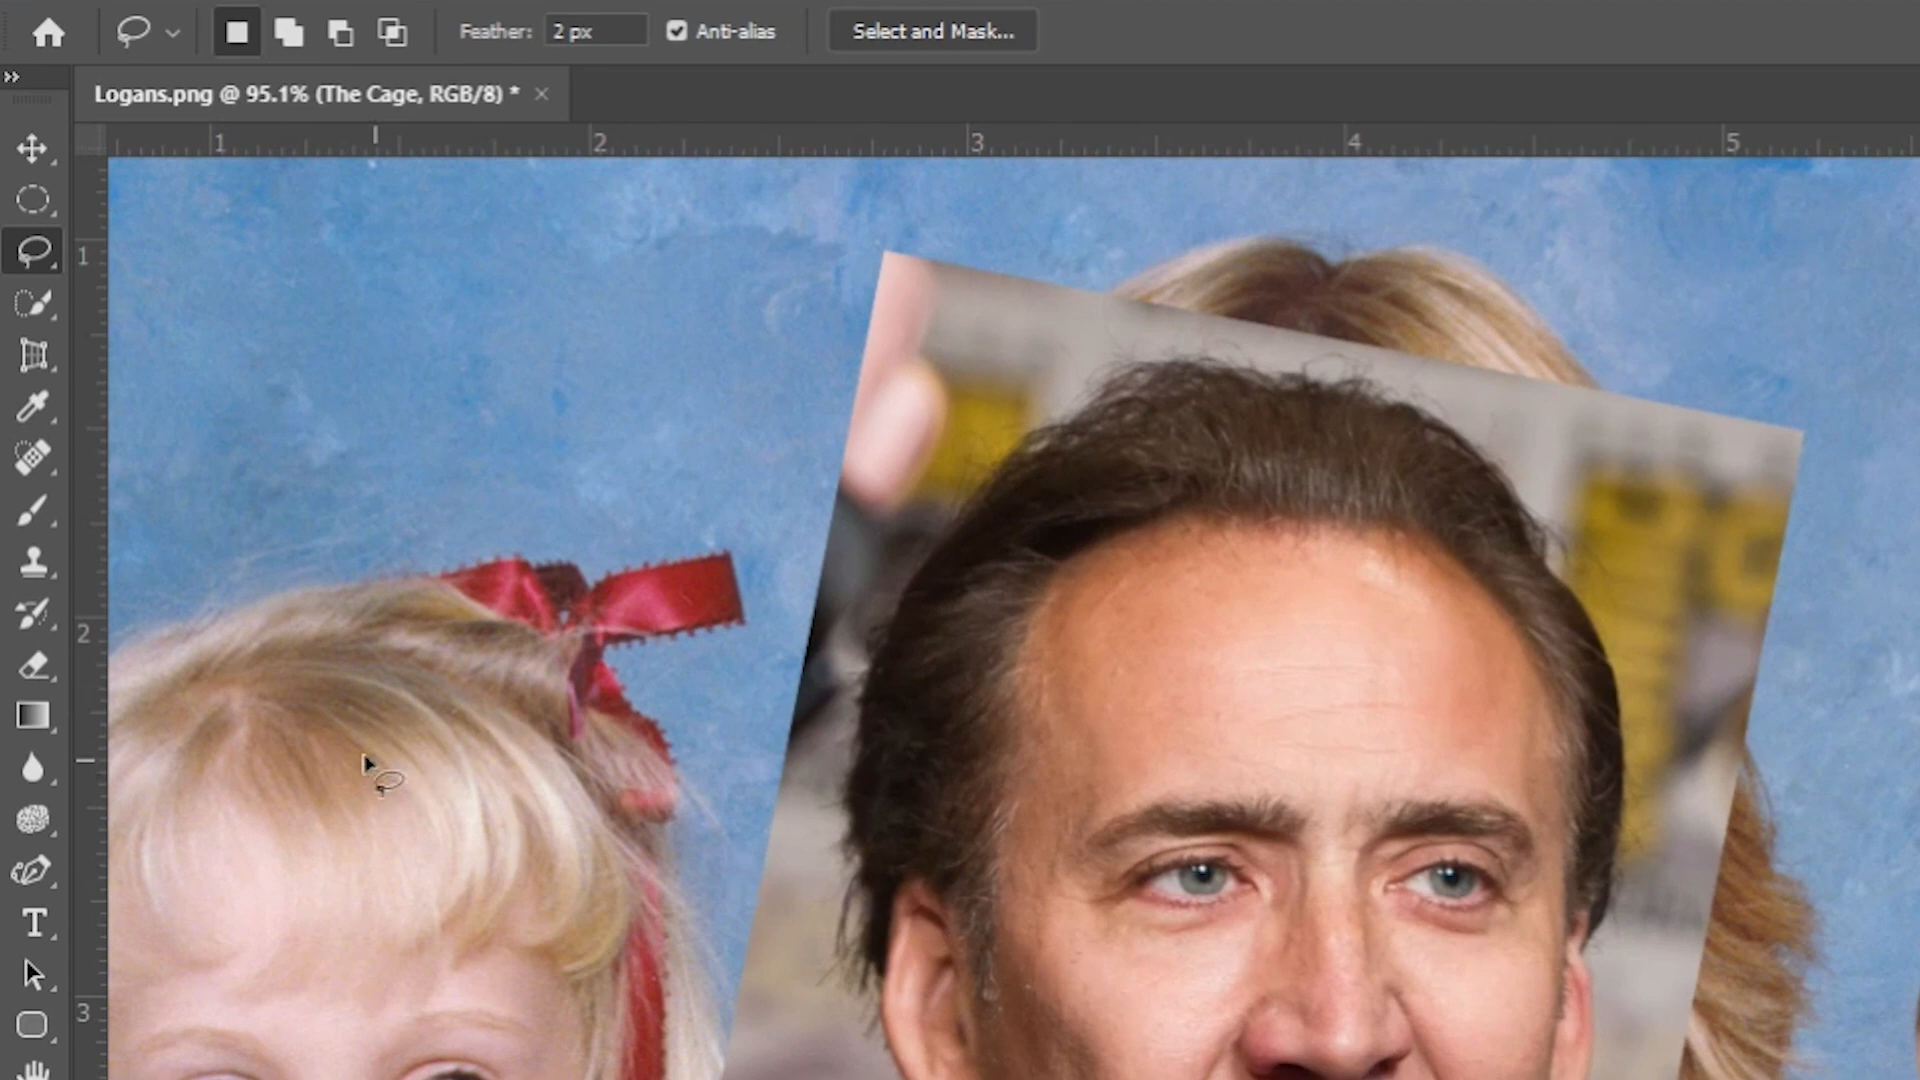 Feather: 2 px Anti-alias Select and Mask...
Logans.png @ 95.1% (The Cage, RGB/8) *
1 2 3 4 5
1
2
3